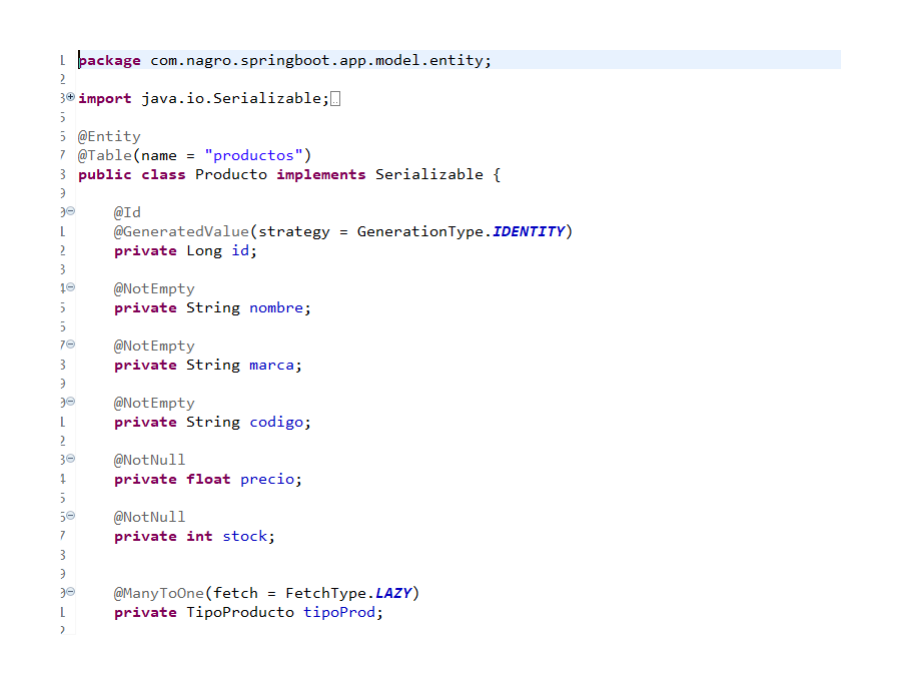 package com.nagro.springboot.app.model.entity;
import java.io.Serializable;
@Entity
@Table(name = "productos")
public class Producto implements Serializable {
@Id
@GeneratedValue(strategy = GenerationType.IDENTITY)
private Long id;
@NotEmpty
private String nombre;
@NotEmpty
private String marca;
@NotEmpty
private String codigo;
@NotNull
private float precio;
@NotNull
private int stock;
@ManyToOne(fetch = FetchType.LAZY)
private TipoProducto tipoProd;